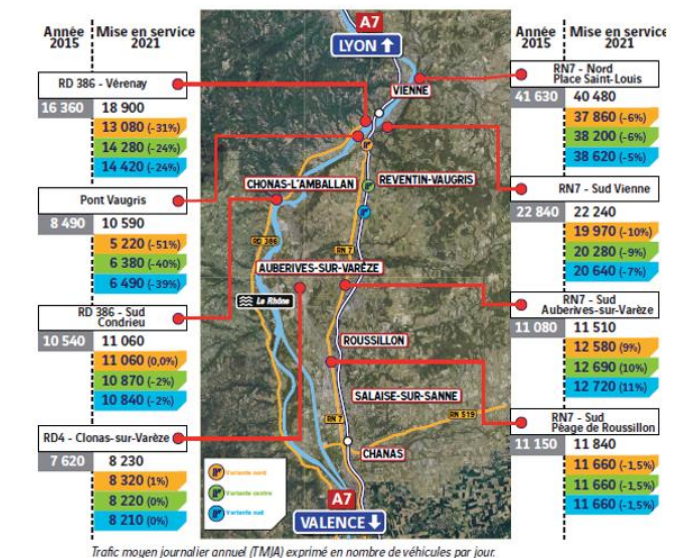 Année 2015
Mise en service 2021
RD 386 - Vérenay
16 360
18 900
13 080 (-31%)
14 280 (-24%)
14 420 (-24%)
Pont Vaugris
8 490
10 590
5 220 (-51%)
6 380 (-40%)
6 490 (-39%)
RD 386 - Sud
Condrieu
10 540
11 060
11 060 (0,0%)
10 870 (-2%)
10 840 (-2%)
RD4 - Clonas-sur-Varèze
7 620
8 230
8 320 (1%)
8 220 (0%)
8 210 (0%)
A7
LYON
VIENNE
CHONAS-L'AMBALLAN
REVENTIN-VAUGRIS
RD 386
RN 7
AUBERIVES-SUR-VARÈZE
Le Rhône
ROUSSILLON
SALAISE-SUR-SANNE
RN 519
RN 7
CHANAS
Variante nord
Variante centre
Variante sud
A7
VALENCE
Année 2015
Mise en service 2021
RN7 - Nord
Place Saint-Louis
41 630
40 480
37 860 (-6%)
38 200 (-6%)
38 620 (-5%)
RN7 - Sud Vienne
22 840
22 240
19 970 (-10%)
20 280 (-9%)
20 640 (-7%)
RN7 - Sud
Auberives-sur-Varèze
11 080
11 510
12 580 (9%)
12 690 (10%)
12 720 (11%)
RN7 - Sud
Péage de Roussillon
11 150
11 840
11 660 (-1,5%)
11 660 (-1,5%)
11 660 (-1,5%)
Trafic moyen journalier annuel (TMJA) exprimé en nombre de véhicules par jour.